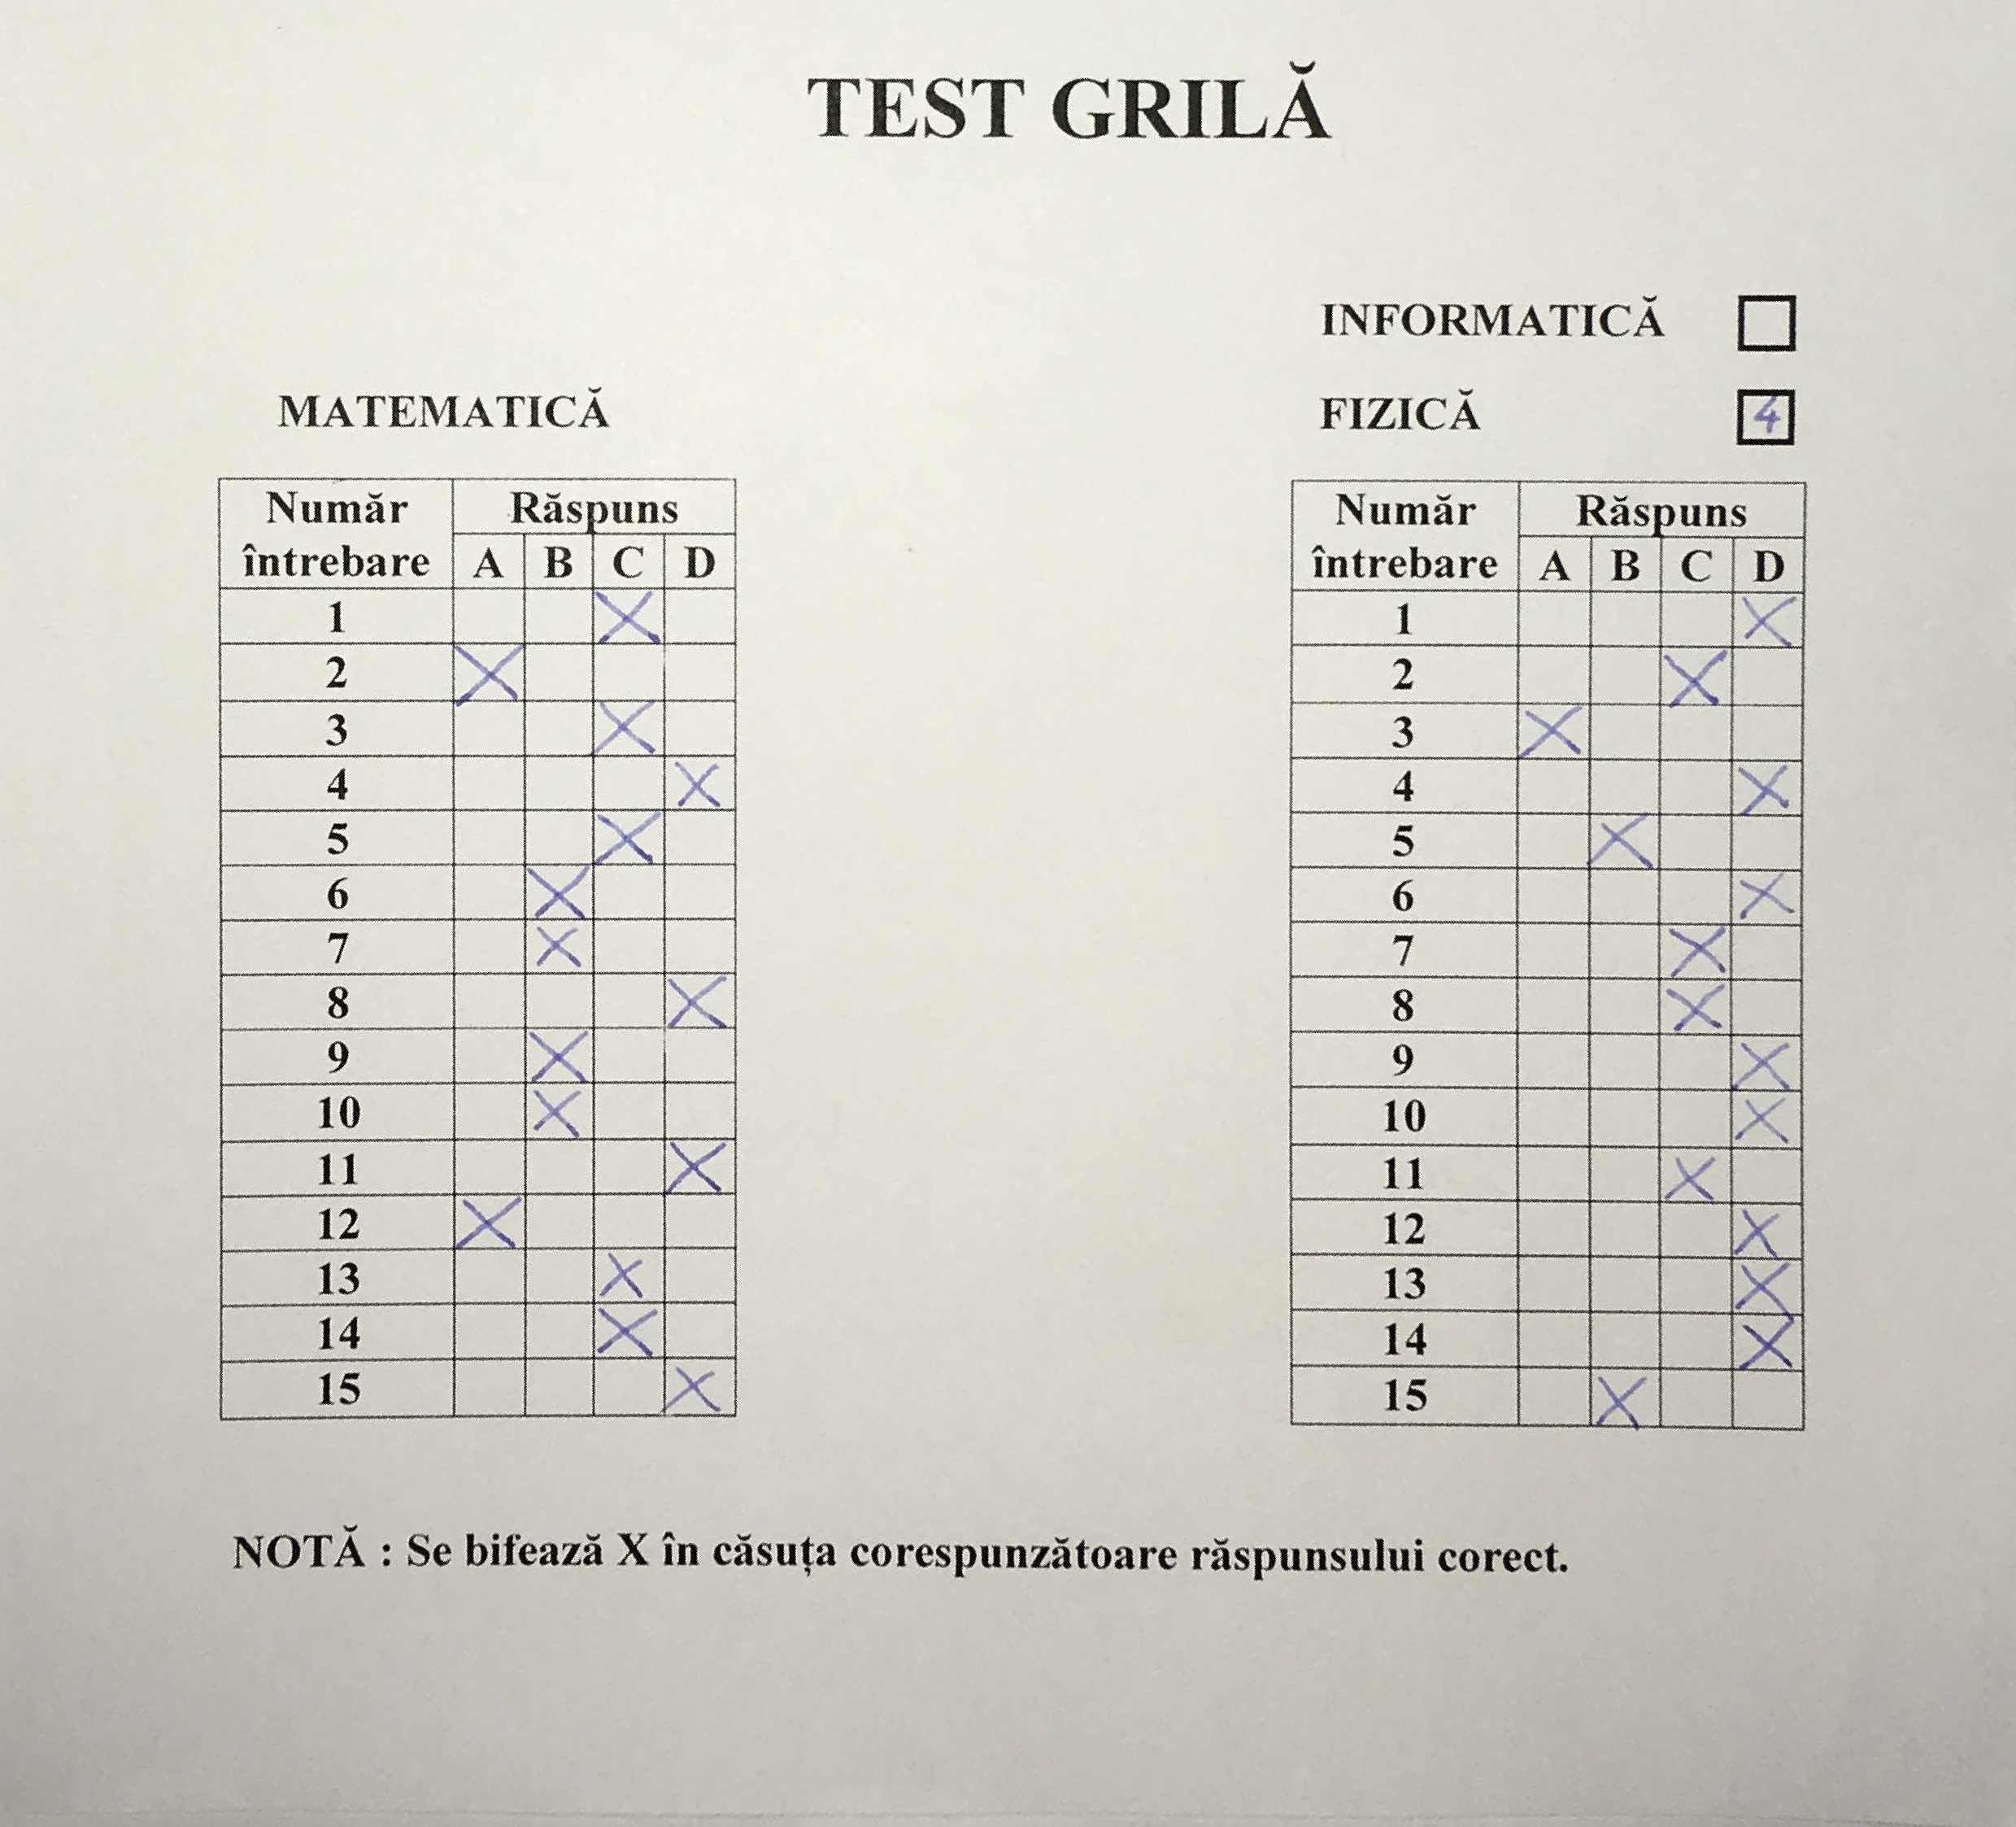 TEST GRILĂ
INFORMATICĂ
MATEMATICĂ
FIZICĂ 4
Număr întrebare Răspuns
A B C D
1 X
2 X
3 X
4 X
5 X
6 X
7 X
8 X
9 X
10 X
11 X
12 X
13 X
14 X
15 X
Număr întrebare Răspuns
A B C D
1 X
2 X
3 X
4 X
5 X
6 X
7 X
8 X
9 X
10 X
11 X
12 X
13 X
14 X
15 X
NOTĂ : Se bifează X în căsuța corespunzătoare răspunsului corect.